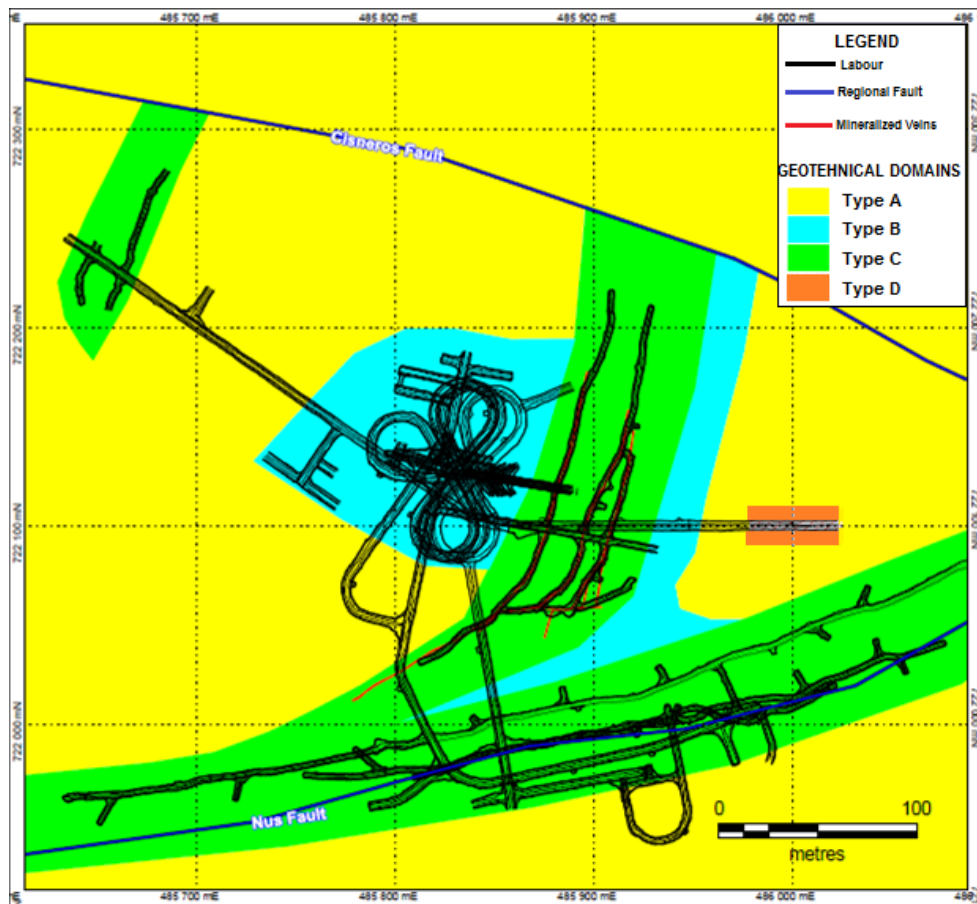 485 700 mE
485 800 mE
485 900 mE
486 000 mE
LEGEND
Labour
Regional Fault
Mineralized Veins
GEOTEHNICAL DOMAINS
Type A
Type B
Type C
Type D
722 300 mN
722 200 mN
722 100 mN
722 000 mN
Cisneros Fault
Nus Fault
0
100
metres
485 700 mE
485 800 mE
485 900 mE
486 000 mE